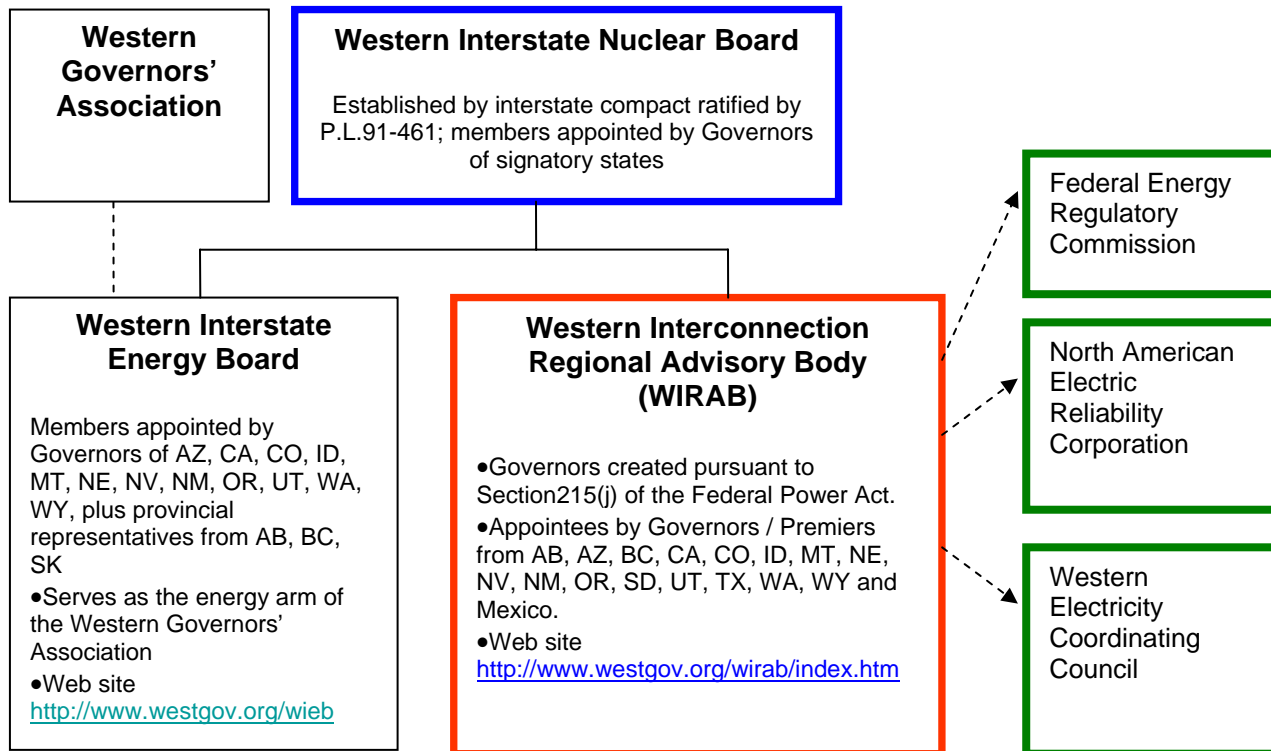 Western
Governors'
Association
Western Interstate Nuclear Board
Established by interstate compact ratified by
P.L.91-461; members appointed by Governors
of signatory states
Western Interstate
Energy Board
Members appointed by
Governors of AZ, CA, CO, ID,
MT, NE, NV, NM, OR, UT, WA,
WY, plus provincial
representatives from AB, BC,
SK
•Serves as the energy arm of
the Western Governors'
Association
•Web site
http://www.westgov.org/wieb
Western Interconnection
Regional Advisory Body
(WIRAB)
•Governors created pursuant to
Section215(j) of the Federal Power Act.
•Appointees by Governors / Premiers
from AB, AZ, BC, CA, CO, ID, MT, NE,
NV, NM, OR, SD, UT, TX, WA, WY and
Mexico.
•Web site
http://www.westgov.org/wirab/index.htm
Federal Energy
Regulatory
Commission
North American
Electric
Reliability
Corporation
Western
Electricity
Coordinating
Council